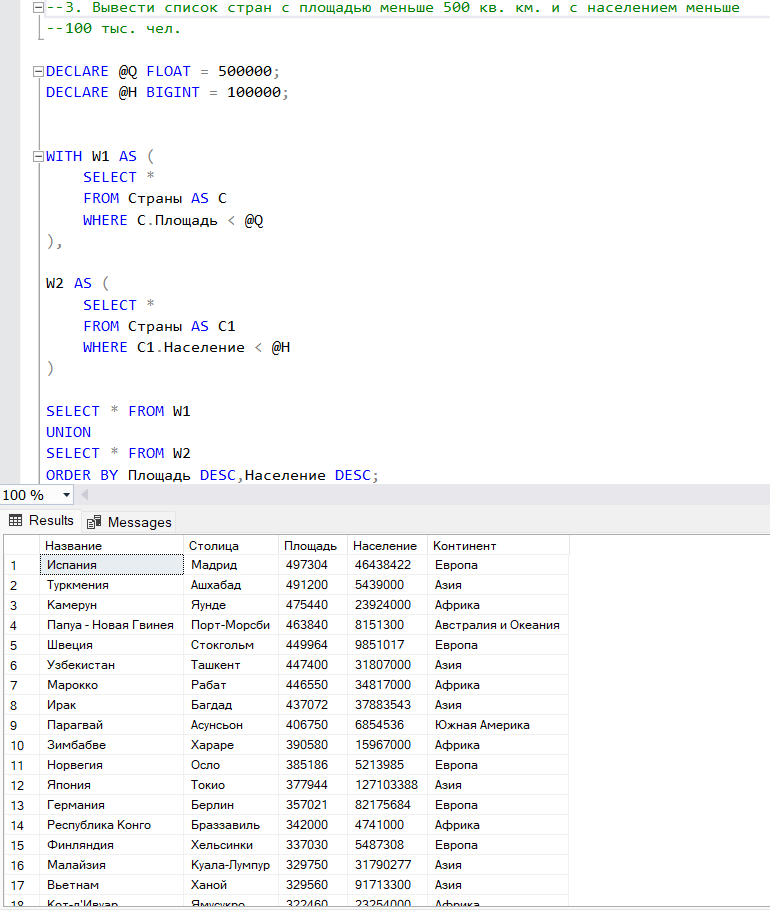 --3. Вывести список стран с площадью меньше 500 кв. км. и с населением меньше
--100 тыс. чел.
DECLARE @Q FLOAT = 500000;
DECLARE @H BIGINT = 100000;
WITH W1 AS (
SELECT *
FROM Страны AS C
WHERE C.Площадь < @Q
),
W2 AS (
SELECT *
FROM Страны AS C1
WHERE C1.Население < @H
)
SELECT * FROM W1
UNION
SELECT * FROM W2
ORDER BY Площадь DESC,Население DESC;
100 %
Results Messages
Название Столица Площадь Население Континент
1 Испания Мадрид 497304 46438422 Европа
2 Туркмения Ашхабад 491200 5439000 Азия
3 Камерун Яунде 475440 23924000 Африка
4 Папуа - Новая Гвинея Порт-Морсби 463840 8151300 Австралия и Океания
5 Швеция Стокгольм 449964 9851017 Европа
6 Узбекистан Ташкент 447400 31807000 Азия
7 Марокко Рабат 446550 34817000 Африка
8 Ирак Багдад 437072 37883543 Азия
9 Парагвай Асунсьон 406750 6854536 Южная Америка
10 Зимбабве Хараре 390580 15967000 Африка
11 Норвегия Осло 385186 5213985 Европа
12 Япония Токио 377944 127103388 Азия
13 Германия Берлин 357021 82175684 Европа
14 Республика Конго Браззавиль 342000 4741000 Африка
15 Финляндия Хельсинки 337030 5487308 Европа
16 Малайзия Куала-Лумпур 329750 31790277 Азия
17 Вьетнам Ханой 329560 91713300 Азия
18 Кот-д'Ивуар Ямусукро 322460 23254000 Африка